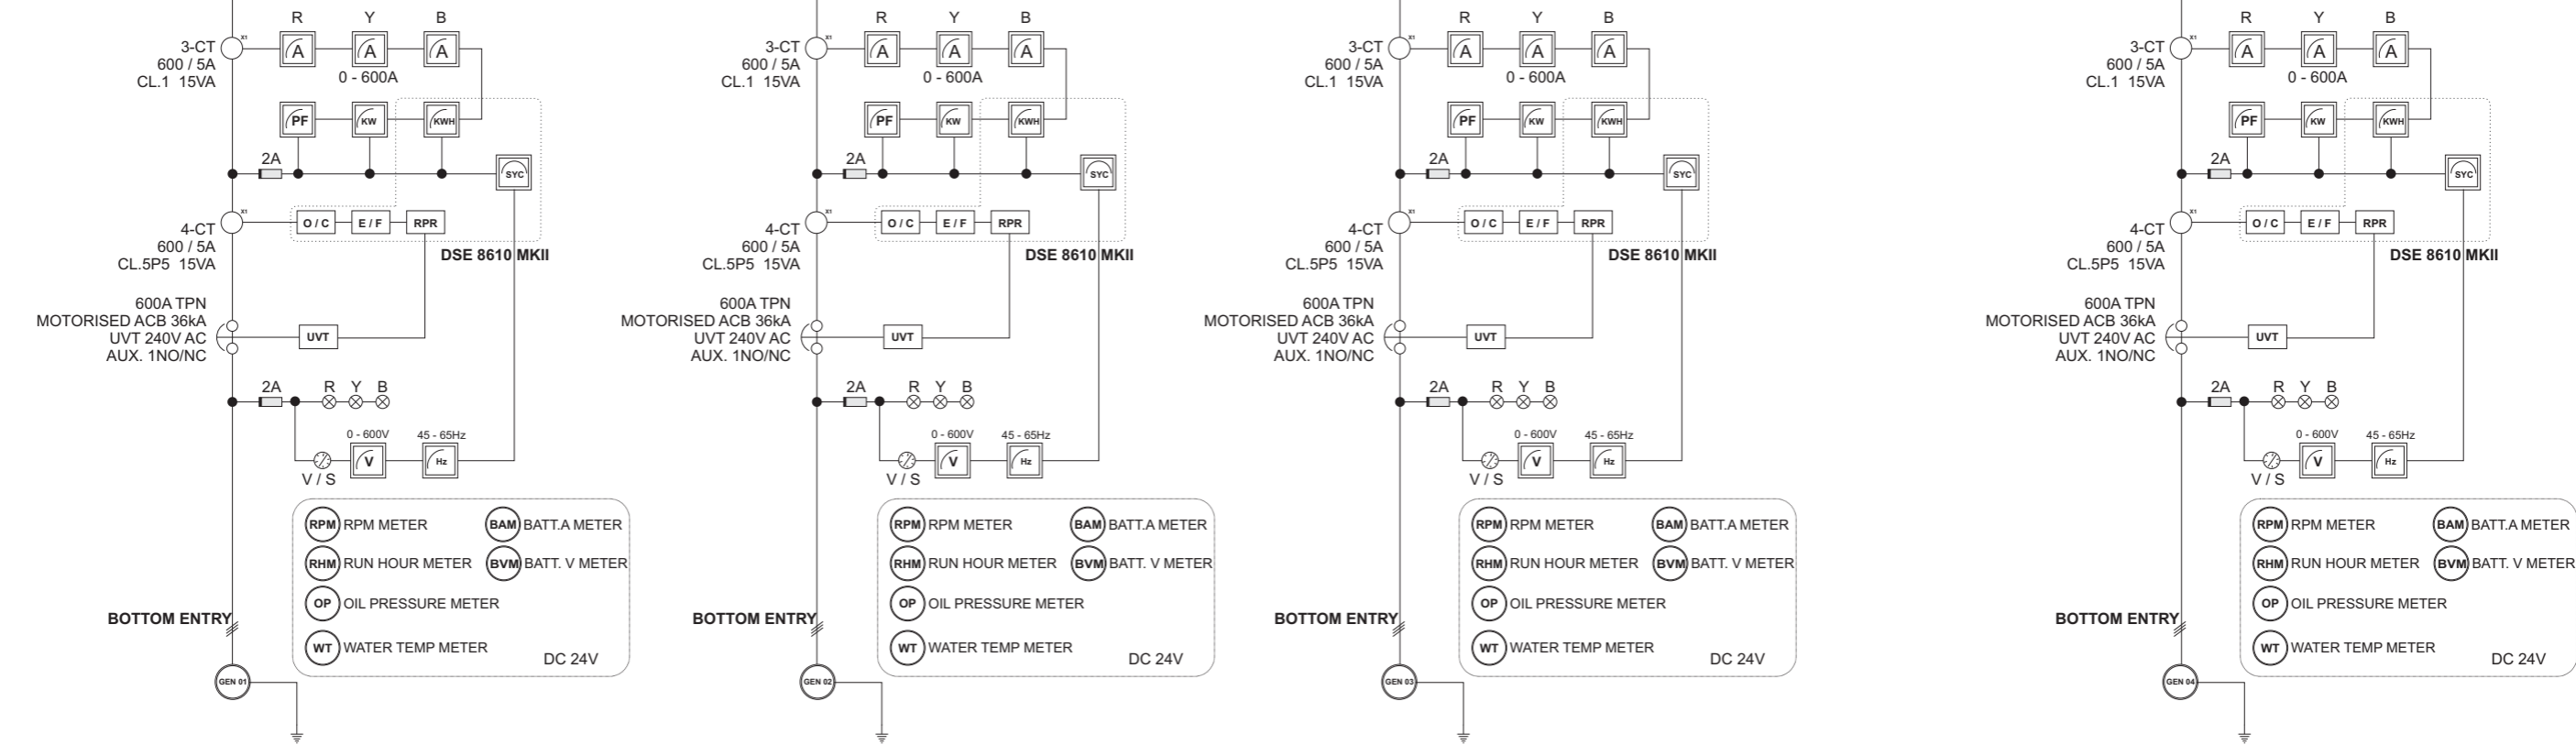 R Y B
X1
3-CT
600 / 5A
CL.1 15VA
A A A
0 - 600A
PF KW KWH
2A
SYC
X1
4-CT
600 / 5A
CL.5P5 15VA
O / C E / F RPR
DSE 8610 MKII
600A TPN
MOTORISED ACB 36kA
UVT 240V AC
AUX. 1NO/NC
UVT
2A R Y B
0 - 600V 45 - 65Hz
V Hz
V / S
RPM RPM METER BAM BATT.A METER
RHM RUN HOUR METER BVM BATT. V METER
OP OIL PRESSURE METER
BOTTOM ENTRY
WT WATER TEMP METER
DC 24V
GEN 01
R Y B
X1
3-CT
600 / 5A
CL.1 15VA
A A A
0 - 600A
PF KW KWH
2A
SYC
X1
4-CT
600 / 5A
CL.5P5 15VA
O / C E / F RPR
DSE 8610 MKII
600A TPN
MOTORISED ACB 36kA
UVT 240V AC
AUX. 1NO/NC
UVT
2A R Y B
0 - 600V 45 - 65Hz
V Hz
V / S
RPM RPM METER BAM BATT.A METER
RHM RUN HOUR METER BVM BATT. V METER
OP OIL PRESSURE METER
BOTTOM ENTRY
WT WATER TEMP METER
DC 24V
GEN 02
R Y B
X1
3-CT
600 / 5A
CL.1 15VA
A A A
0 - 600A
PF KW KWH
2A
SYC
X1
4-CT
600 / 5A
CL.5P5 15VA
O / C E / F RPR
DSE 8610 MKII
600A TPN
MOTORISED ACB 36kA
UVT 240V AC
AUX. 1NO/NC
UVT
2A R Y B
0 - 600V 45 - 65Hz
V Hz
V / S
RPM RPM METER BAM BATT.A METER
RHM RUN HOUR METER BVM BATT. V METER
OP OIL PRESSURE METER
BOTTOM ENTRY
WT WATER TEMP METER
DC 24V
GEN 03
R Y B
X1
3-CT
600 / 5A
CL.1 15VA
A A A
0 - 600A
PF KW KWH
2A
SYC
X1
4-CT
600 / 5A
CL.5P5 15VA
O / C E / F RPR
DSE 8610 MKII
600A TPN
MOTORISED ACB 36kA
UVT 240V AC
AUX. 1NO/NC
UVT
2A R Y B
0 - 600V 45 - 65Hz
V Hz
V / S
RPM RPM METER BAM BATT.A METER
RHM RUN HOUR METER BVM BATT. V METER
OP OIL PRESSURE METER
BOTTOM ENTRY
WT WATER TEMP METER
DC 24V
GEN 04